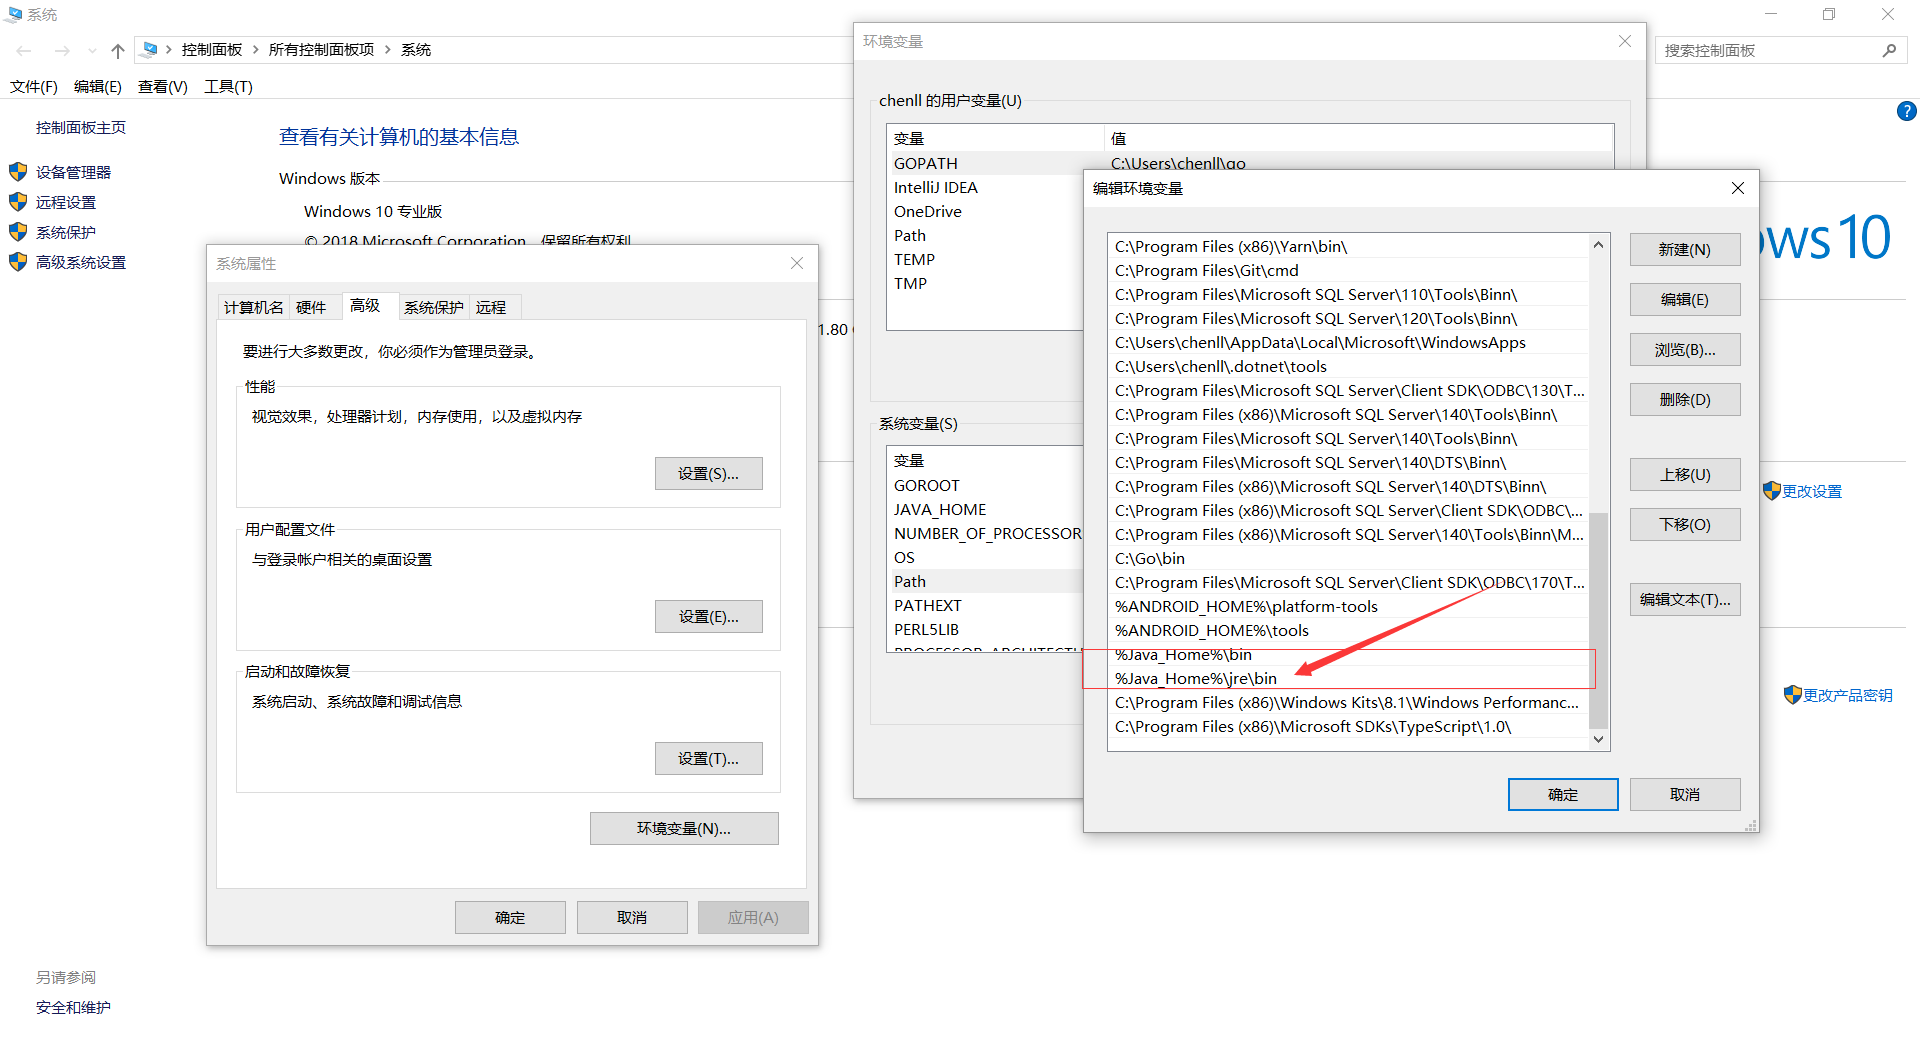 系统
控制面板 所有控制面板项 系统
搜索控制面板
文件(F) 编辑(E) 查看(V) 工具(T)
控制面板主页
设备管理器
远程设置
系统保护
高级系统设置
另请参阅
安全和维护
查看有关计算机的基本信息
Windows 版本
Windows 10 专业版
© 2018 Microsoft Corporation。保留所有权利
ws 10
1.80
更改设置
更改产品密钥
系统属性
计算机名 硬件 高级 系统保护 远程
要进行大多数更改，你必须作为管理员登录。
性能
视觉效果，处理器计划，内存使用，以及虚拟内存
设置(S)...
用户配置文件
与登录帐户相关的桌面设置
设置(E)...
启动和故障恢复
系统启动、系统故障和调试信息
设置(T)...
环境变量(N)...
确定 取消 应用(A)
环境变量
chenll 的用户变量(U)
变量 值
GOPATH C:\Users\chenll\go
IntelliJ IDEA
OneDrive
Path
TEMP
TMP
系统变量(S)
变量
GOROOT
JAVA_HOME
NUMBER_OF_PROCESSOR
OS
Path
PATHEXT
PERL5LIB
PROCESSOR_ARCHITECTU
编辑环境变量
C:\Program Files (x86)\Yarn\bin\
C:\Program Files\Git\cmd
C:\Program Files\Microsoft SQL Server\110\Tools\Binn\
C:\Program Files\Microsoft SQL Server\120\Tools\Binn\
C:\Users\chenll\AppData\Local\Microsoft\WindowsApps
C:\Users\chenll\.dotnet\tools
C:\Program Files\Microsoft SQL Server\Client SDK\ODBC\130\T...
C:\Program Files (x86)\Microsoft SQL Server\140\Tools\Binn\
C:\Program Files\Microsoft SQL Server\140\Tools\Binn\
C:\Program Files\Microsoft SQL Server\140\DTS\Binn\
C:\Program Files (x86)\Microsoft SQL Server\140\DTS\Binn\
C:\Program Files (x86)\Microsoft SQL Server\Client SDK\ODBC\...
C:\Program Files (x86)\Microsoft SQL Server\140\Tools\Binn\M...
C:\Go\bin
C:\Program Files\Microsoft SQL Server\Client SDK\ODBC\170\T...
%ANDROID_HOME%\platform-tools
%ANDROID_HOME%\tools
%Java_Home%\bin
%Java_Home%\jre\bin
C:\Program Files (x86)\Windows Kits\8.1\Windows Performanc...
C:\Program Files (x86)\Microsoft SDKs\TypeScript\1.0\
新建(N)
编辑(E)
浏览(B)...
删除(D)
上移(U)
下移(O)
编辑文本(T)...
确定 取消